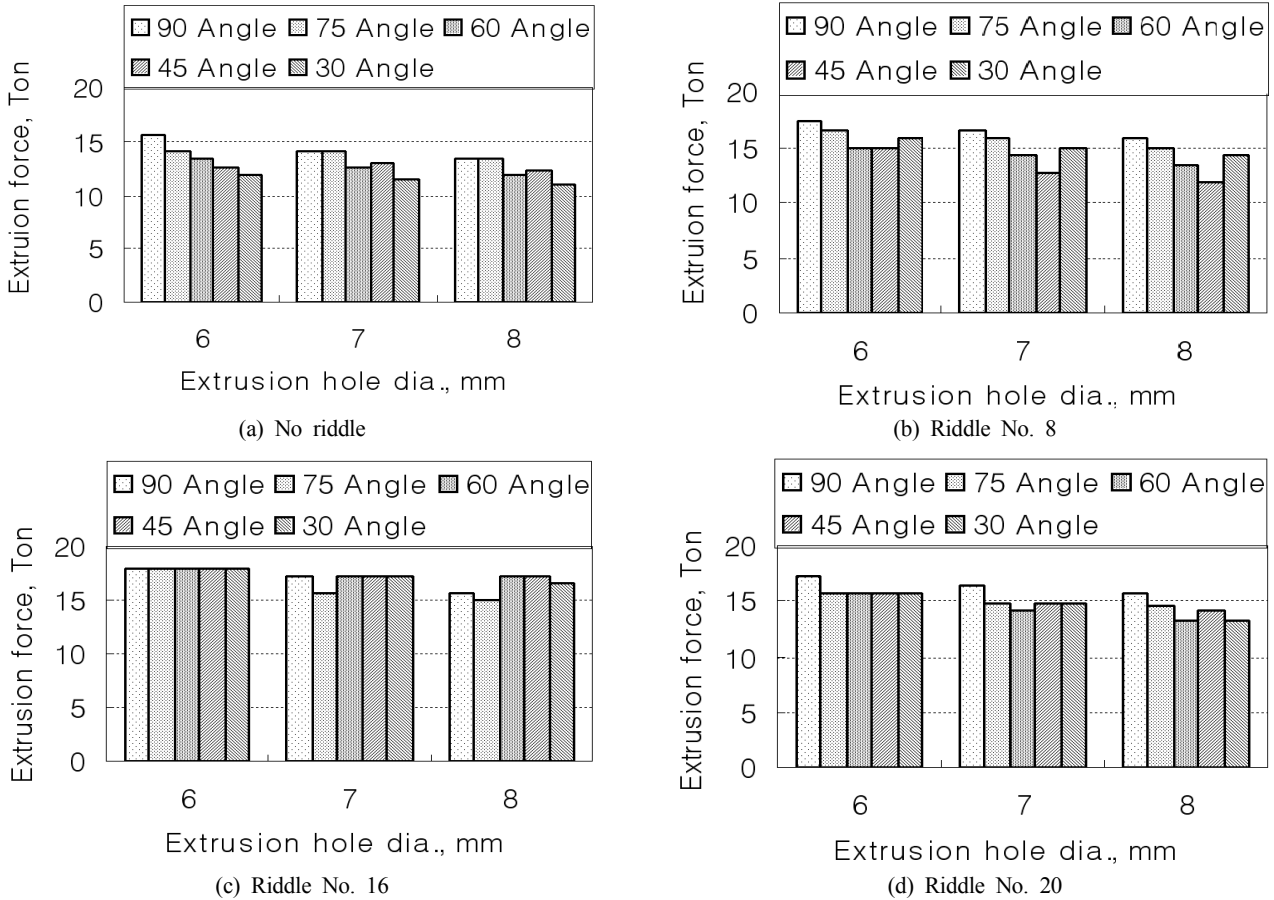 90 Angle 75 Angle 60 Angle
45 Angle 30 Angle
Extruion force, Ton
20
15
10
5
0
6 7 8
Extrusion hole dia., mm
(a) No riddle
90 Angle 75 Angle 60 Angle
45 Angle 30 Angle
Extruion force, Ton
20
15
10
5
0
6 7 8
Extrusion hole dia., mm
(b) Riddle No. 8
90 Angle 75 Angle 60 Angle
45 Angle 30 Angle
Extrusion force, Ton
20
15
10
5
0
6 7 8
Extrusion hole dia., mm
(c) Riddle No. 16
90 Angle 75 Angle 60 Angle
45 Angle 30 Angle
Extrusion force, Ton
20
15
10
5
0
6 7 8
Extrusion hole dia., mm
(d) Riddle No. 20